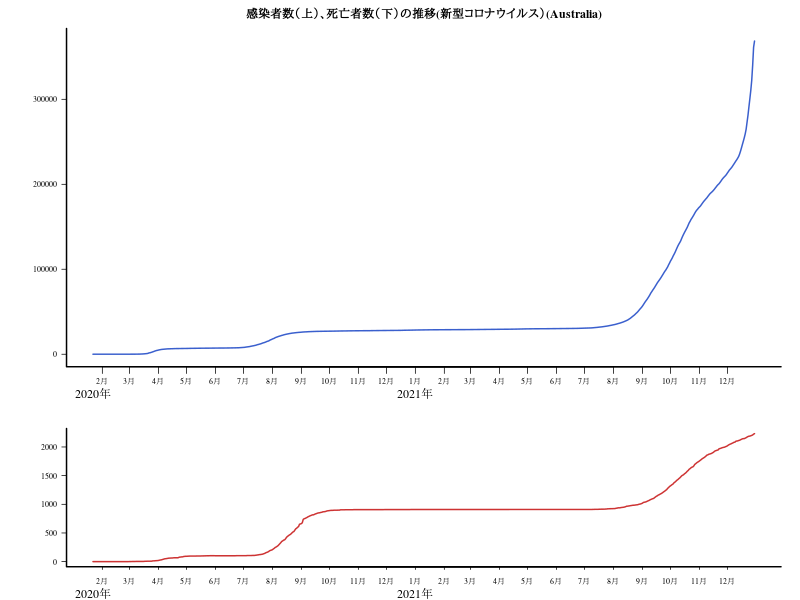 感染者数（上）、死亡者数（下）の推移(新型コロナウイルス）(Australia)
300000
200000
100000
0
2月 3月 4月 5月 6月 7月 8月 9月 10月 11月 12月 1月 2月 3月 4月 5月 6月 7月 8月 9月 10月 11月 12月
2020年 2021年
2000
1500
1000
500
0
2月 3月 4月 5月 6月 7月 8月 9月 10月 11月 12月 1月 2月 3月 4月 5月 6月 7月 8月 9月 10月 11月 12月
2020年 2021年